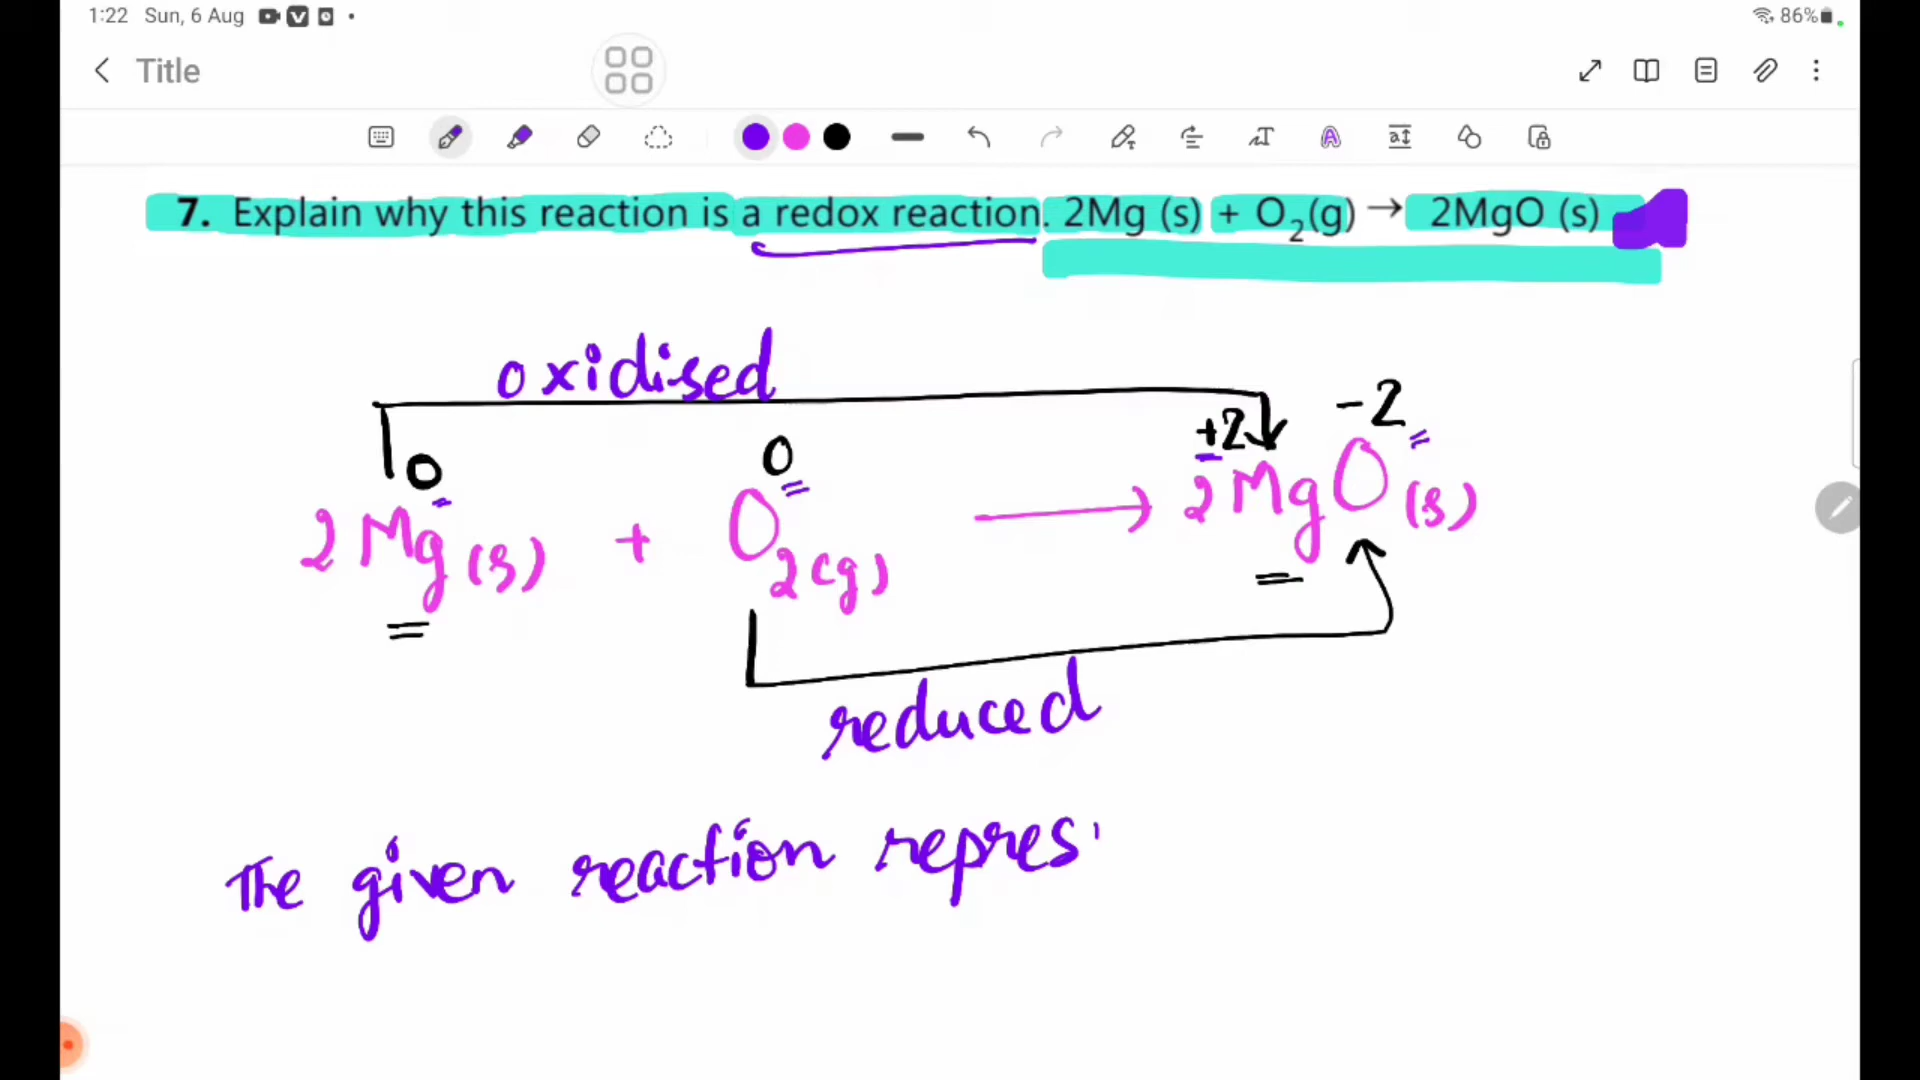 1:22 Sun, 6 Aug
86%
Title
7. Explain why this reaction is a redox reaction. 2Mg (s) + O₂(g) → 2MgO (s)
oxidised
0 0 +2 -2
2Mg(s) + O₂(g) → 2MgO(s)
reduced
The given reaction repres